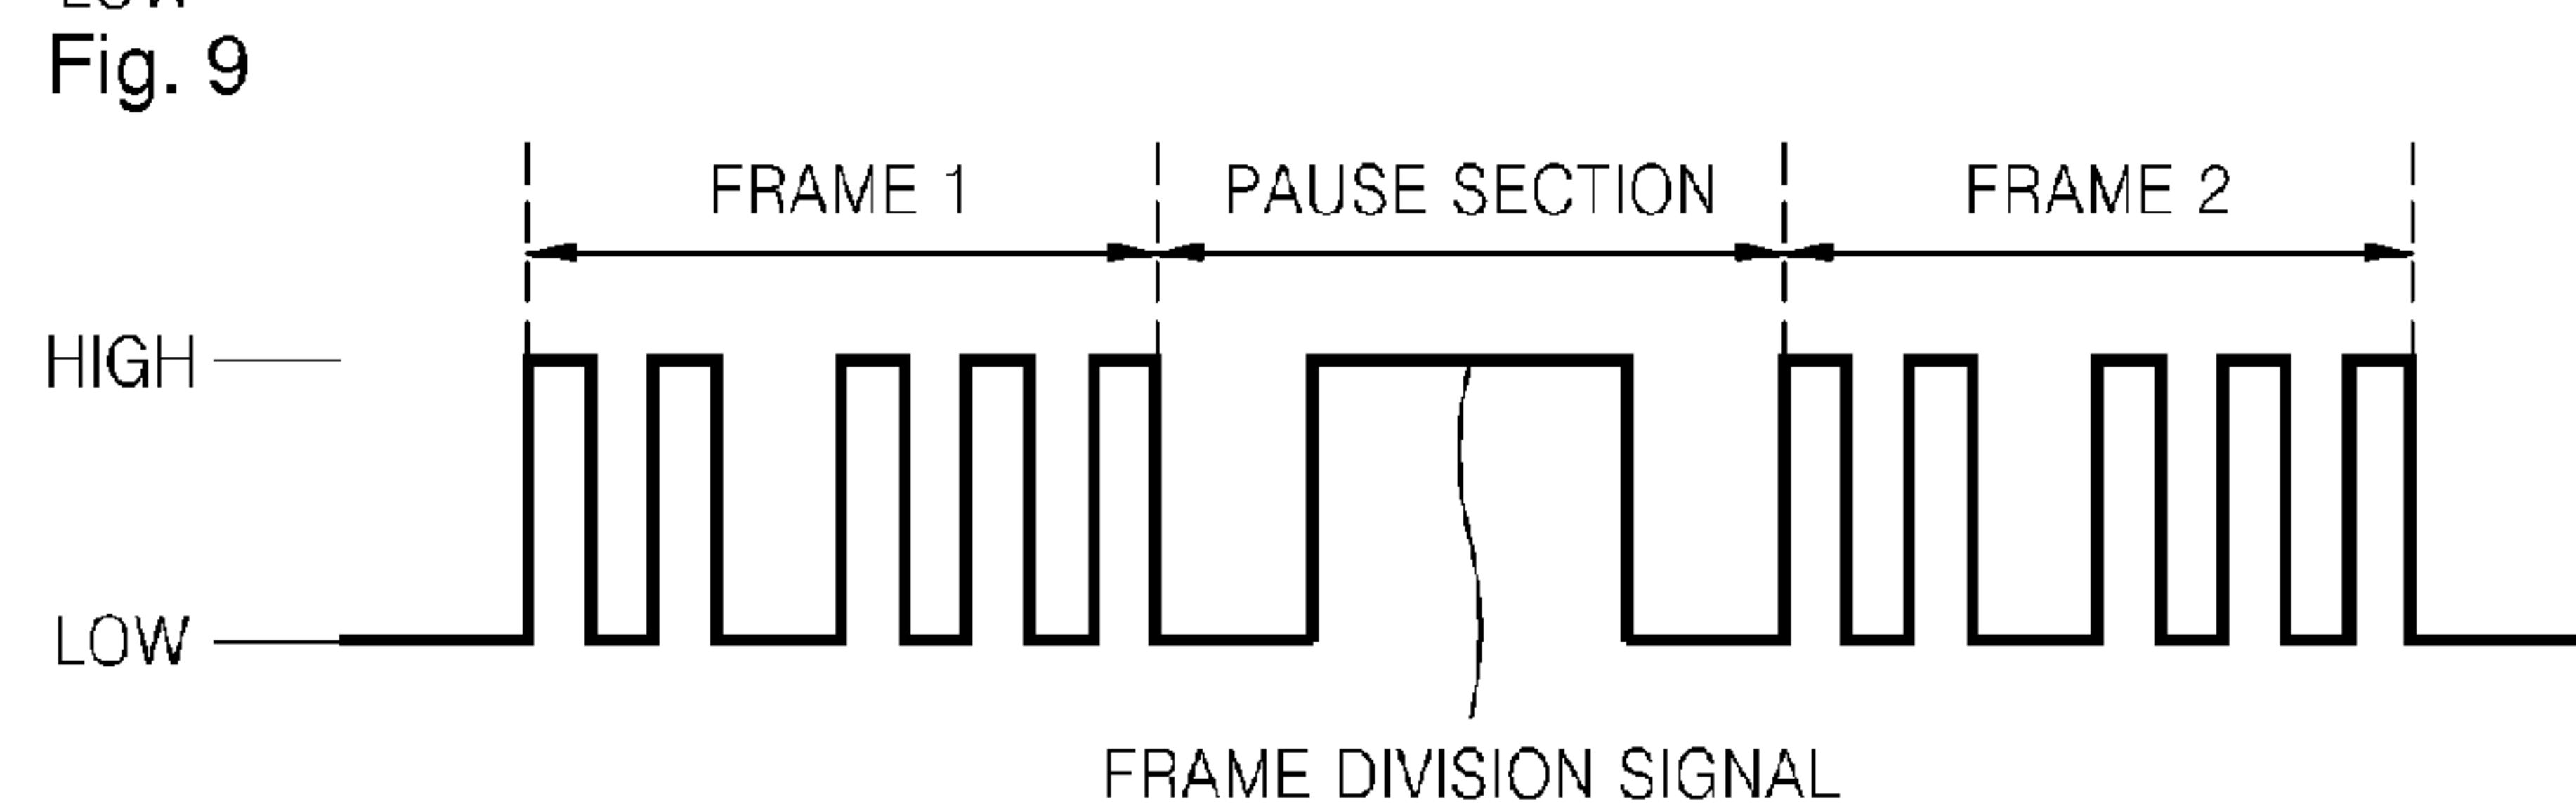 Fig. 9
FRAME 1
PAUSE SECTION
FRAME 2
HIGH
LOW
FRAME DIVISION SIGNAL